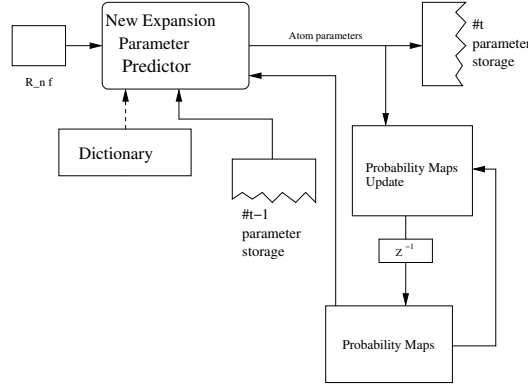 New Expansion
Parameter
Predictor
R_n f
Atom parameters
#t
parameter
storage
Dictionary
#t−1
parameter
storage
Probability Maps
Update
Z⁻¹
Probability Maps